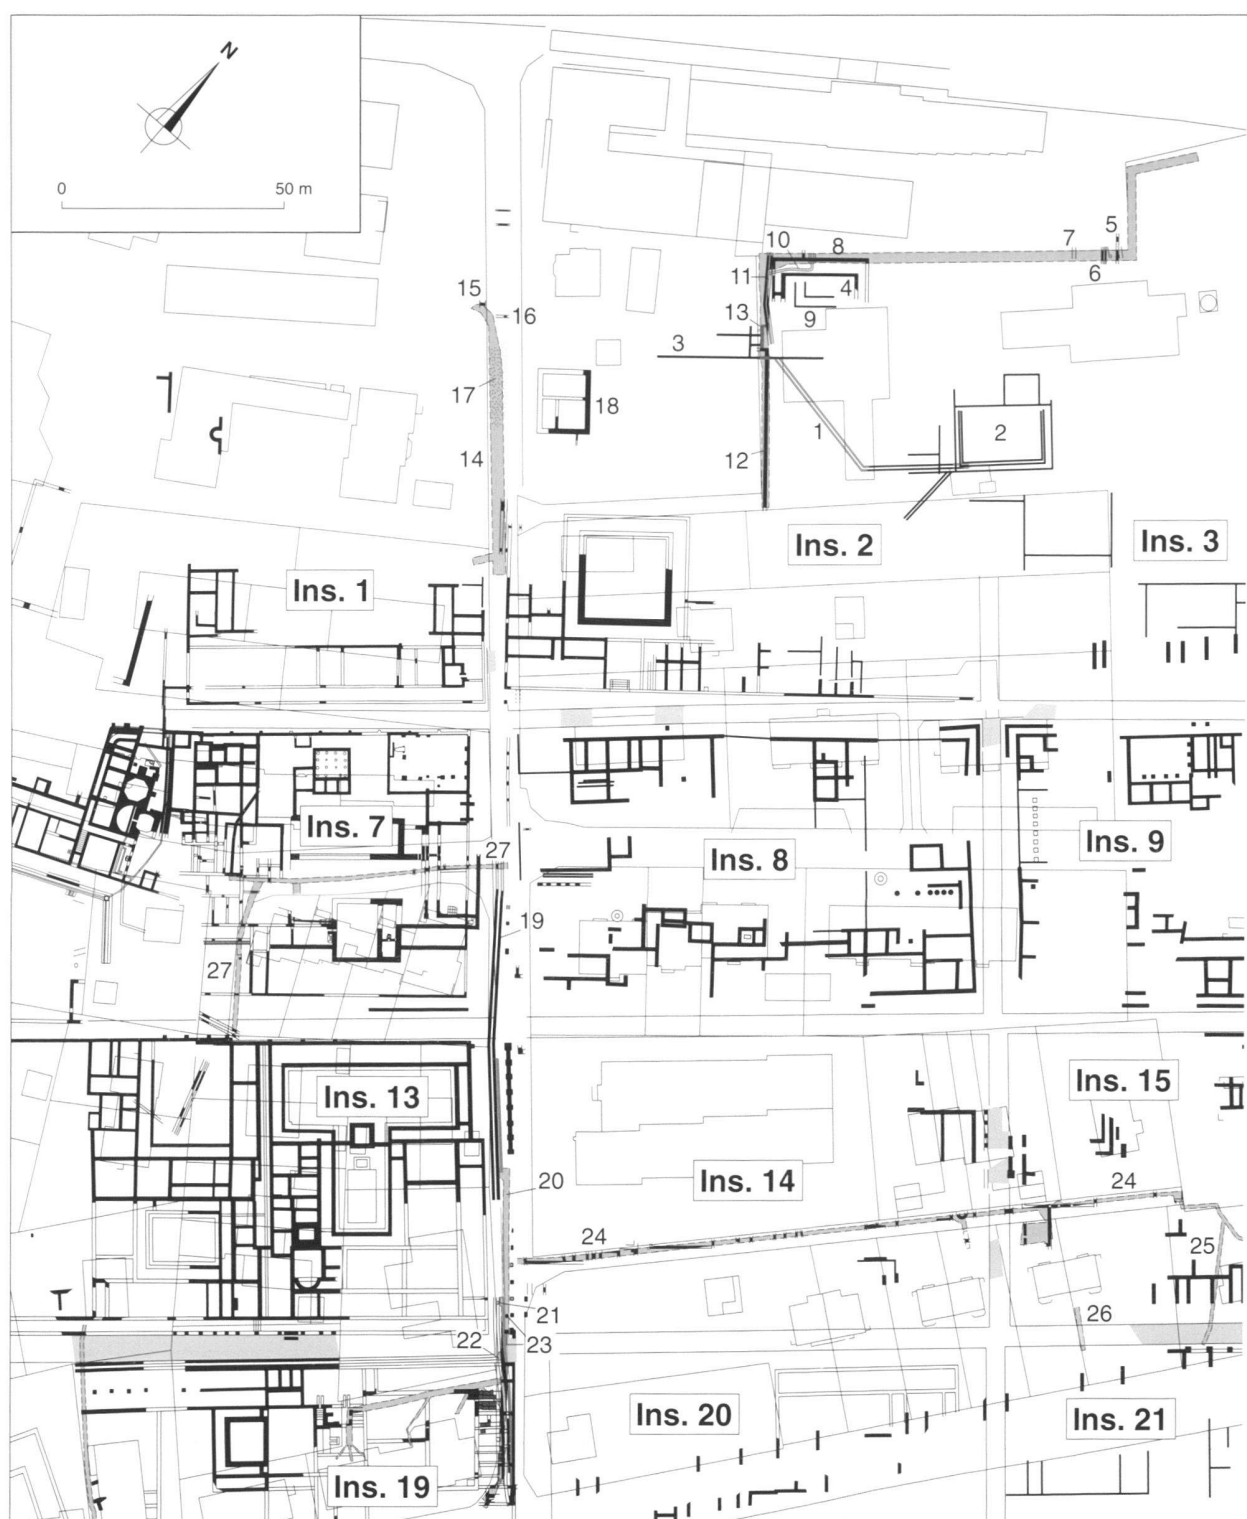 N
0 50 m
5
10 8 7
11 6
4
15 13 9
16
3
17 18
1 2
14 12
Ins. 2 Ins. 3
Ins. 1
Ins. 7
27 Ins. 8 Ins. 9
19
27
Ins. 13 Ins. 15
20 Ins. 14 24
24
25
21 26
22 23
Ins. 20 Ins. 21
Ins. 19